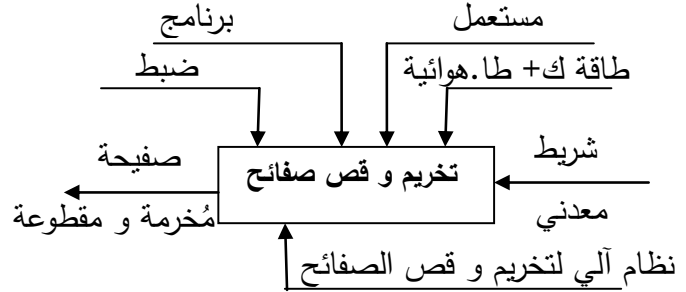 مستعمل
برنامج
طاقة ك+ طا.هوائية
ضبط
شريط
معدني
تخريم و قص صفائح
صفيحة
مُخرمة و مقطوعة
نظام آلي لتخريم و قص الصفائح